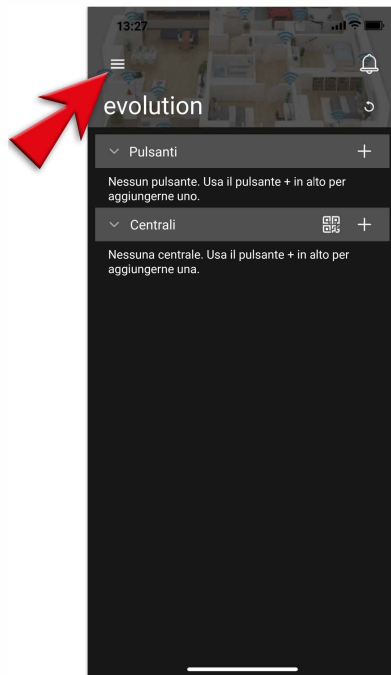 13:27
evolution
Pulsanti
Nessun pulsante. Usa il pulsante + in alto per
aggiungerne uno.
Centrali
Nessuna centrale. Usa il pulsante + in alto per
aggiungerne una.